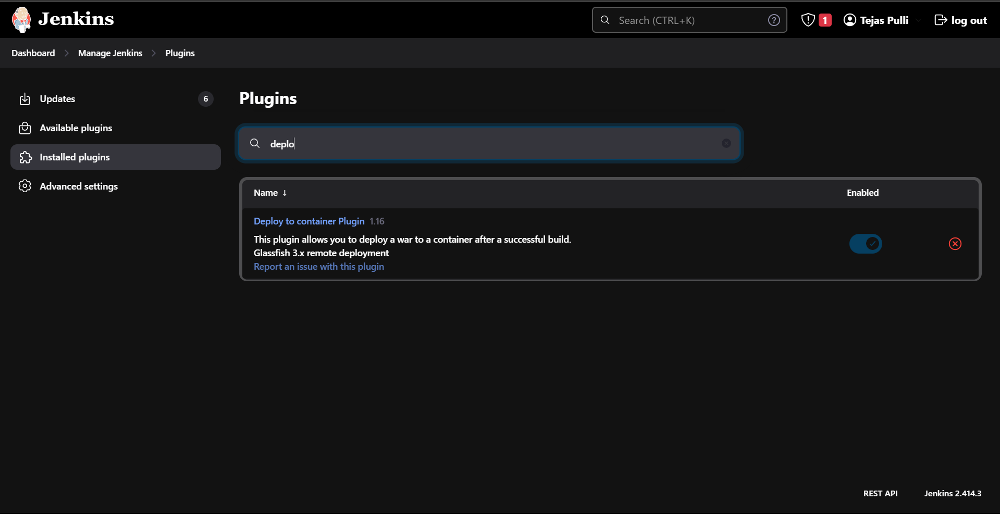 Jenkins
Search (CTRL+K)
1
Tejas Pulli
log out
Dashboard
Manage Jenkins
Plugins
Updates
6
Available plugins
Installed plugins
Advanced settings
Plugins
deplo
Name ↓
Enabled
Deploy to container Plugin 1.16
This plugin allows you to deploy a war to a container after a successful build.
Glassfish 3.x remote deployment
Report an issue with this plugin
REST API
Jenkins 2.414.3